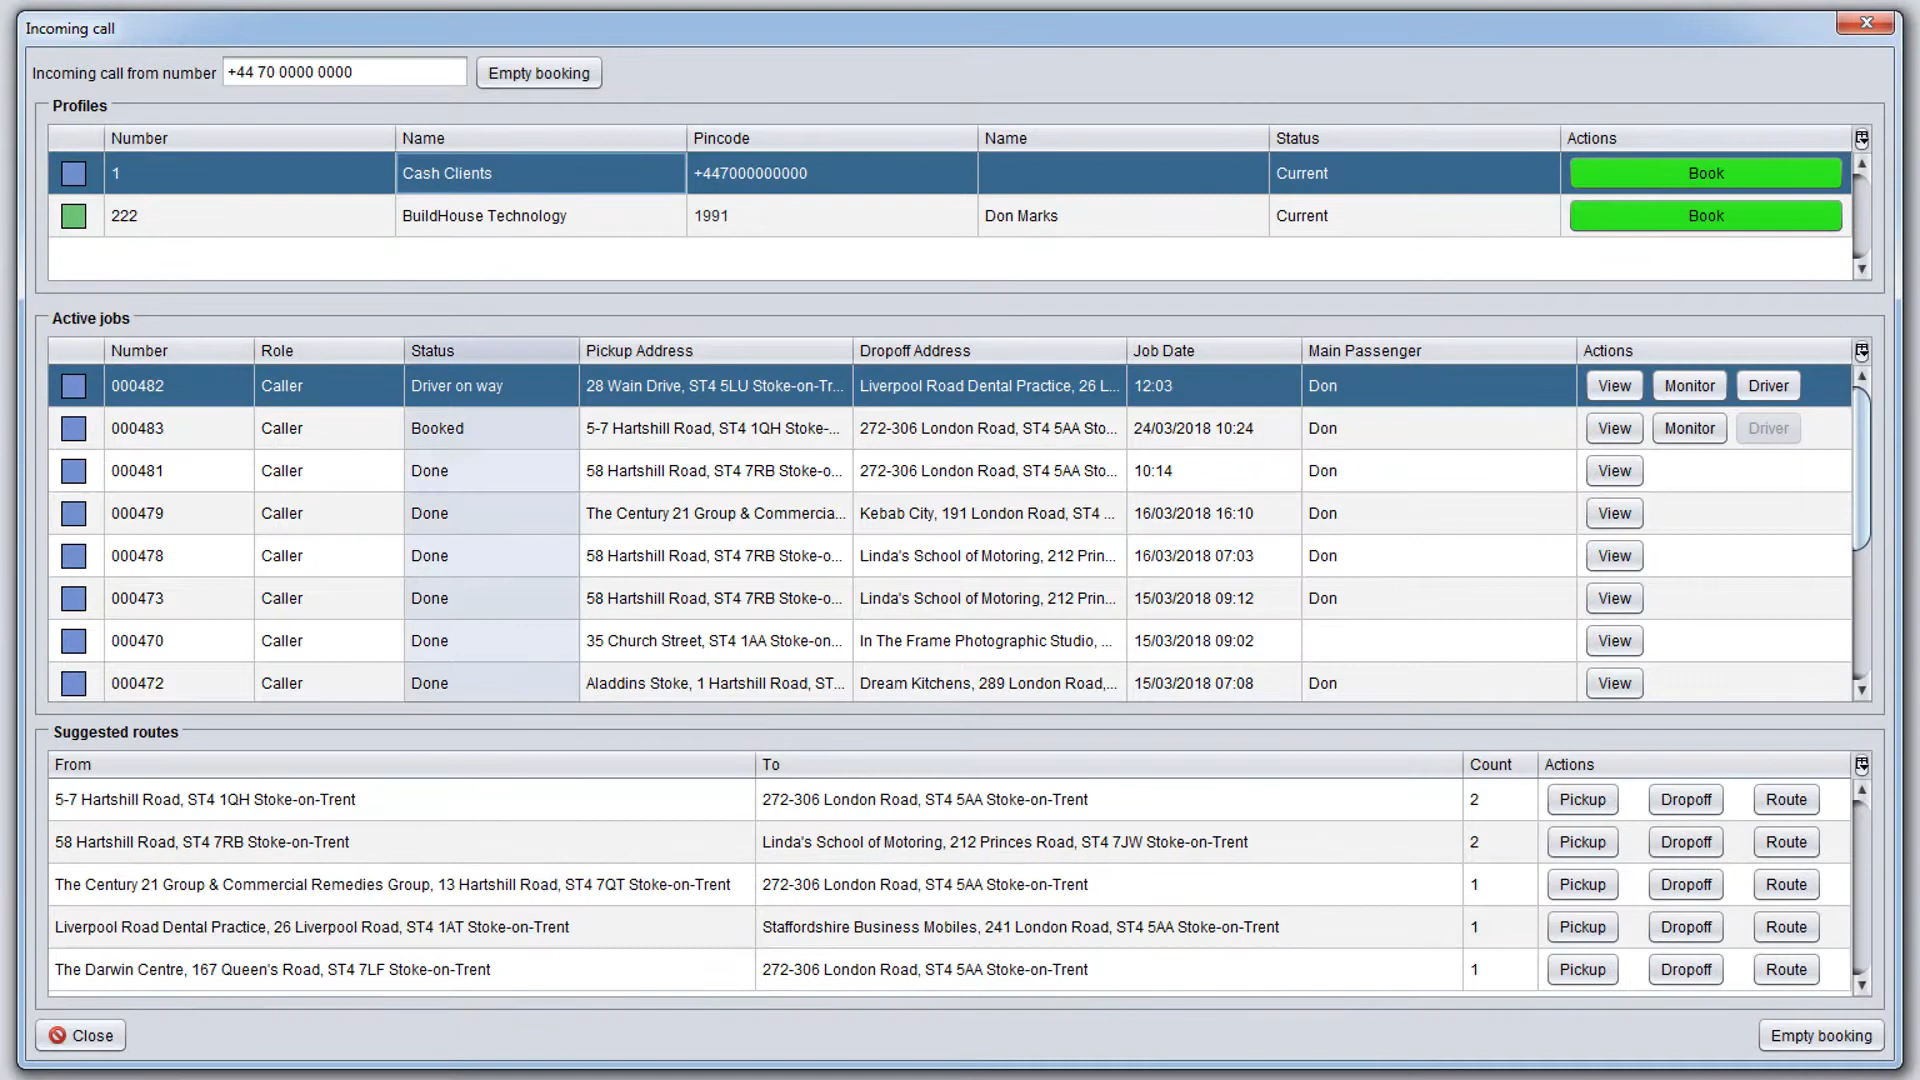 Incoming call
Incoming call from number +44 70 0000 0000 Empty booking
Profiles
Number Name Pincode Name Status Actions
1 Cash Clients +447000000000 Current Book
222 BuildHouse Technology 1991 Don Marks Current Book
Active jobs
Number Role Status Pickup Address Dropoff Address Job Date Main Passenger Actions
000482 Caller Driver on way 28 Wain Drive, ST4 5LU Stoke-on-Tr... Liverpool Road Dental Practice, 26 L... 12:03 Don View Monitor Driver
000483 Caller Booked 5-7 Hartshill Road, ST4 1QH Stoke-... 272-306 London Road, ST4 5AA Sto... 24/03/2018 10:24 Don View Monitor Driver
000481 Caller Done 58 Hartshill Road, ST4 7RB Stoke-o... 272-306 London Road, ST4 5AA Sto... 10:14 Don View
000479 Caller Done The Century 21 Group & Commercia... Kebab City, 191 London Road, ST4 ... 16/03/2018 16:10 Don View
000478 Caller Done 58 Hartshill Road, ST4 7RB Stoke-o... Linda's School of Motoring, 212 Prin... 16/03/2018 07:03 Don View
000473 Caller Done 58 Hartshill Road, ST4 7RB Stoke-o... Linda's School of Motoring, 212 Prin... 15/03/2018 09:12 Don View
000470 Caller Done 35 Church Street, ST4 1AA Stoke-on... In The Frame Photographic Studio, ... 15/03/2018 09:02 View
000472 Caller Done Aladdins Stoke, 1 Hartshill Road, ST... Dream Kitchens, 289 London Road,... 15/03/2018 07:08 Don View
Suggested routes
From To Count Actions
5-7 Hartshill Road, ST4 1QH Stoke-on-Trent 272-306 London Road, ST4 5AA Stoke-on-Trent 2 Pickup Dropoff Route
58 Hartshill Road, ST4 7RB Stoke-on-Trent Linda's School of Motoring, 212 Princes Road, ST4 7JW Stoke-on-Trent 2 Pickup Dropoff Route
The Century 21 Group & Commercial Remedies Group, 13 Hartshill Road, ST4 7QT Stoke-on-Trent 272-306 London Road, ST4 5AA Stoke-on-Trent 1 Pickup Dropoff Route
Liverpool Road Dental Practice, 26 Liverpool Road, ST4 1AT Stoke-on-Trent Staffordshire Business Mobiles, 241 London Road, ST4 5AA Stoke-on-Trent 1 Pickup Dropoff Route
The Darwin Centre, 167 Queen's Road, ST4 7LF Stoke-on-Trent 272-306 London Road, ST4 5AA Stoke-on-Trent 1 Pickup Dropoff Route
Close Empty booking